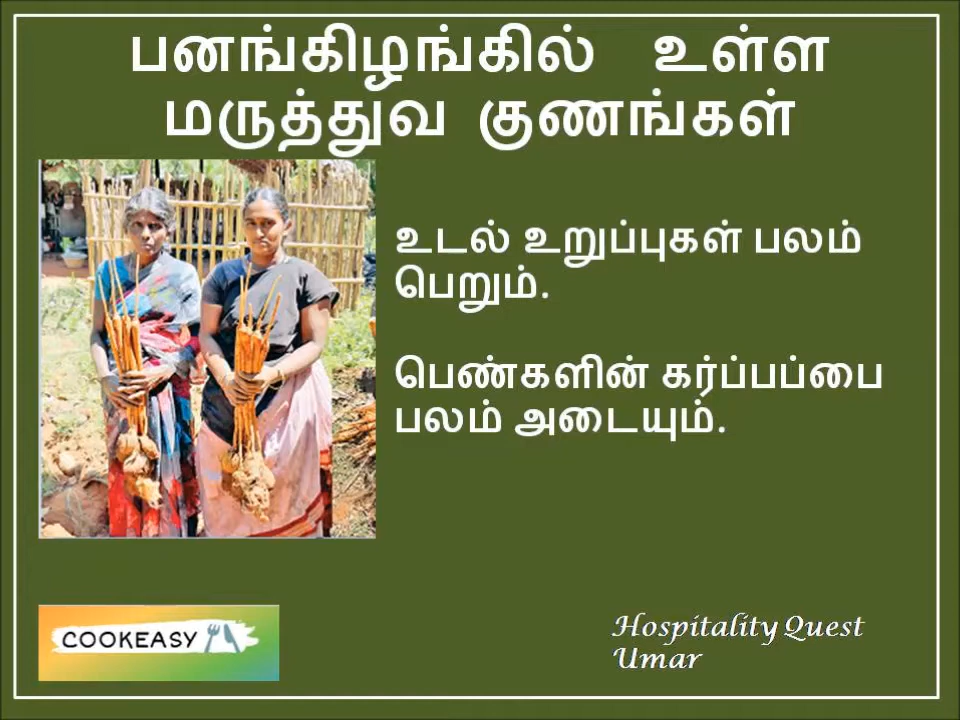 பனங்கிழங்கில் உள்ள
மருத்துவ குணங்கள்
உடல் உறுப்புகள் பலம்
பெறும்.
பெண்களின் கர்ப்பப்பை
பலம் அடையும்.
COOKEASY
Hospitality Quest
Umar